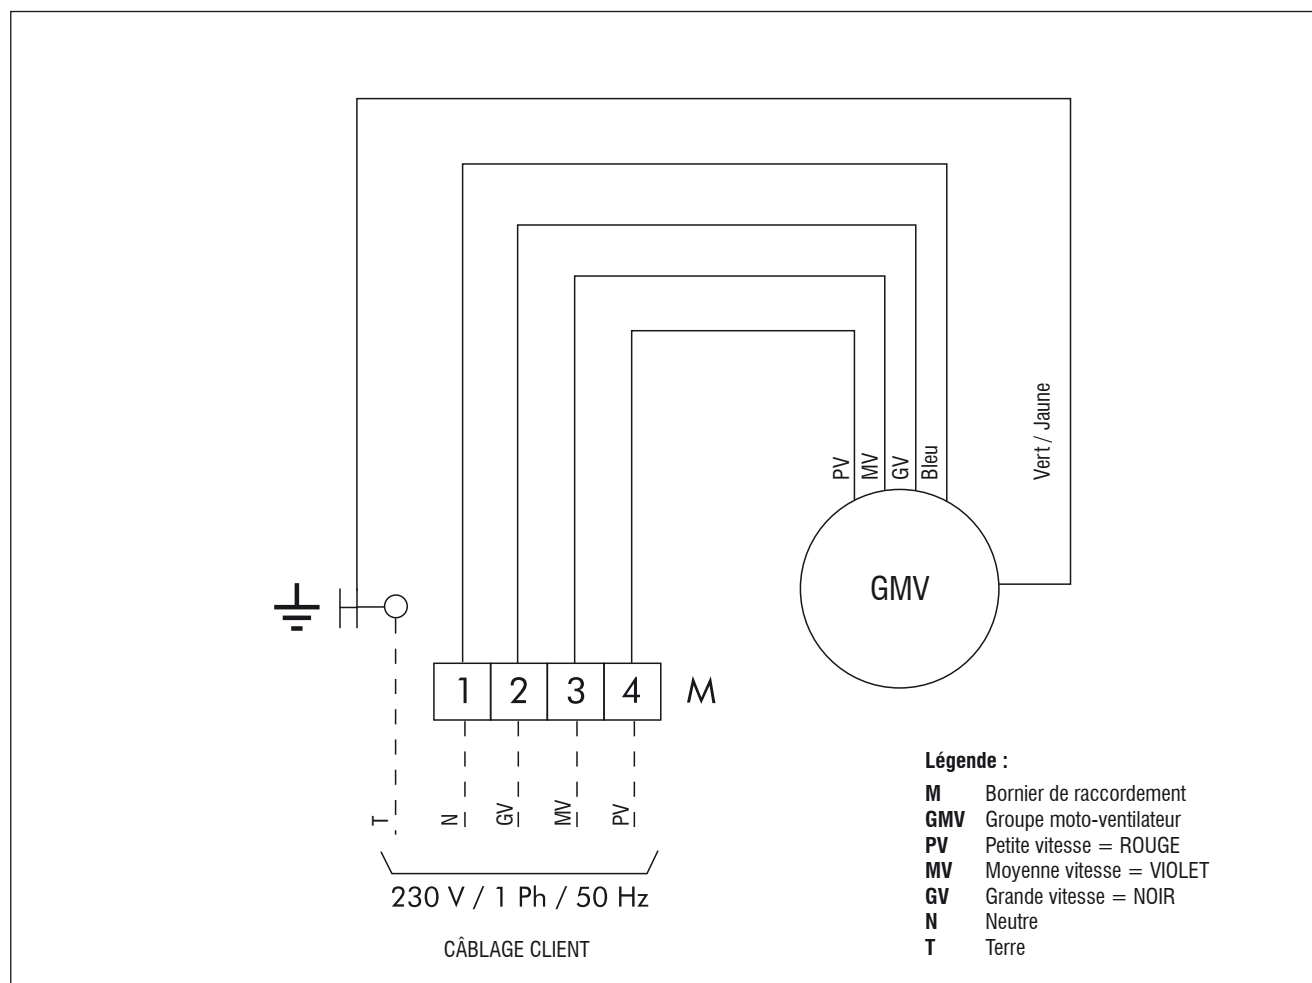 Vert / Jaune
PV
MV
GV
Bleu
GMV
1 2 3 4 M
T
N
GV
MV
PV
230 V / 1 Ph / 50 Hz
CÂBLAGE CLIENT
Légende :
M Bornier de raccordement
GMV Groupe moto-ventilateur
PV Petite vitesse = ROUGE
MV Moyenne vitesse = VIOLET
GV Grande vitesse = NOIR
N Neutre
T Terre